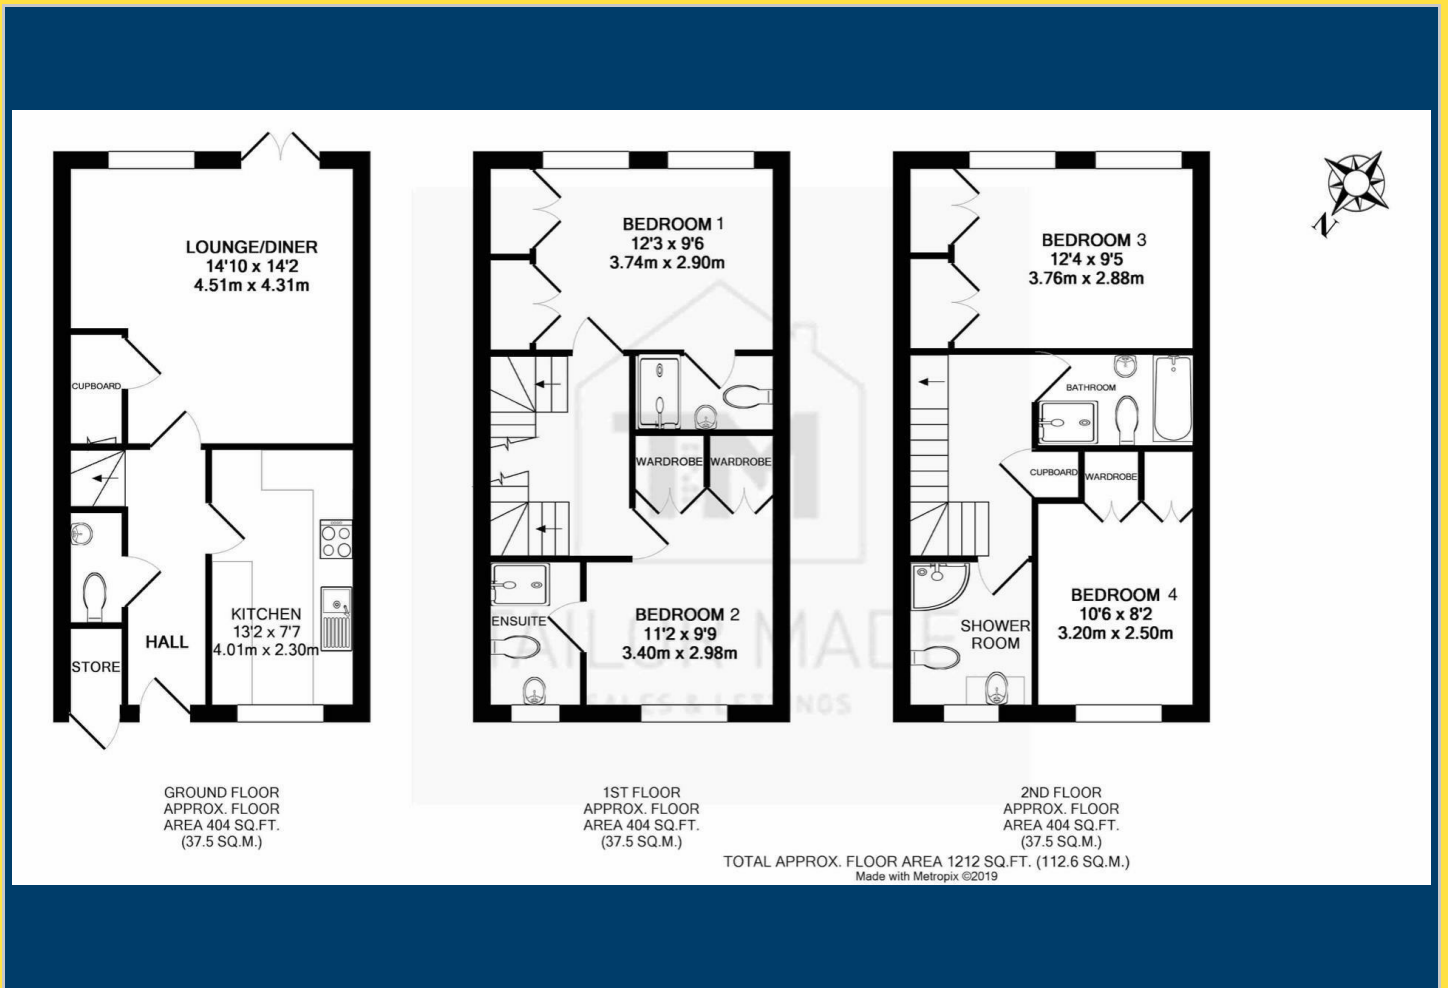 LOUNGE/DINER
14'10 x 14'2
4.51m x 4.31m
CUPBOARD
KITCHEN
13'2 x 7'7
4.01m x 2.30m
HALL
STORE
GROUND FLOOR
APPROX. FLOOR
AREA 404 SQ.FT.
(37.5 SQ.M.)
BEDROOM 1
12'3 x 9'6
3.74m x 2.90m
WARDROBE
WARDROBE
ENSUITE
BEDROOM 2
11'2 x 9'9
3.40m x 2.98m
1ST FLOOR
APPROX. FLOOR
AREA 404 SQ.FT.
(37.5 SQ.M.)
BEDROOM 3
12'4 x 9'5
3.76m x 2.88m
BATHROOM
CUPBOARD
WARDROBE
BEDROOM 4
10'6 x 8'2
3.20m x 2.50m
SHOWER
ROOM
2ND FLOOR
APPROX. FLOOR
AREA 404 SQ.FT.
(37.5 SQ.M.)
N
TM
TAILOR MADE
SALES & LETTINGS
TOTAL APPROX. FLOOR AREA 1212 SQ.FT. (112.6 SQ.M.)
Made with Metropix ©2019